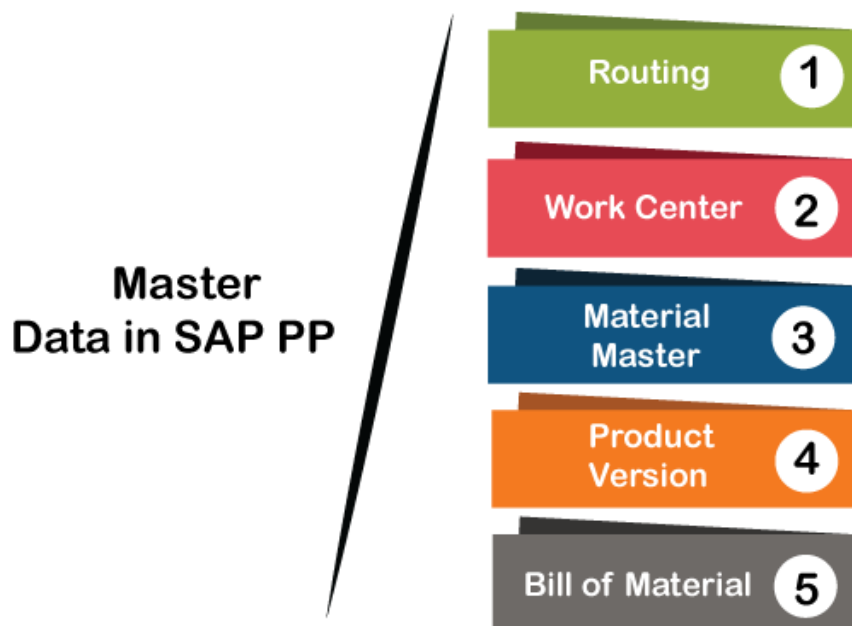 Master
Data in SAP PP
Routing
1
Work Center
2
Material
Master
3
Product
Version
4
Bill of Material
5